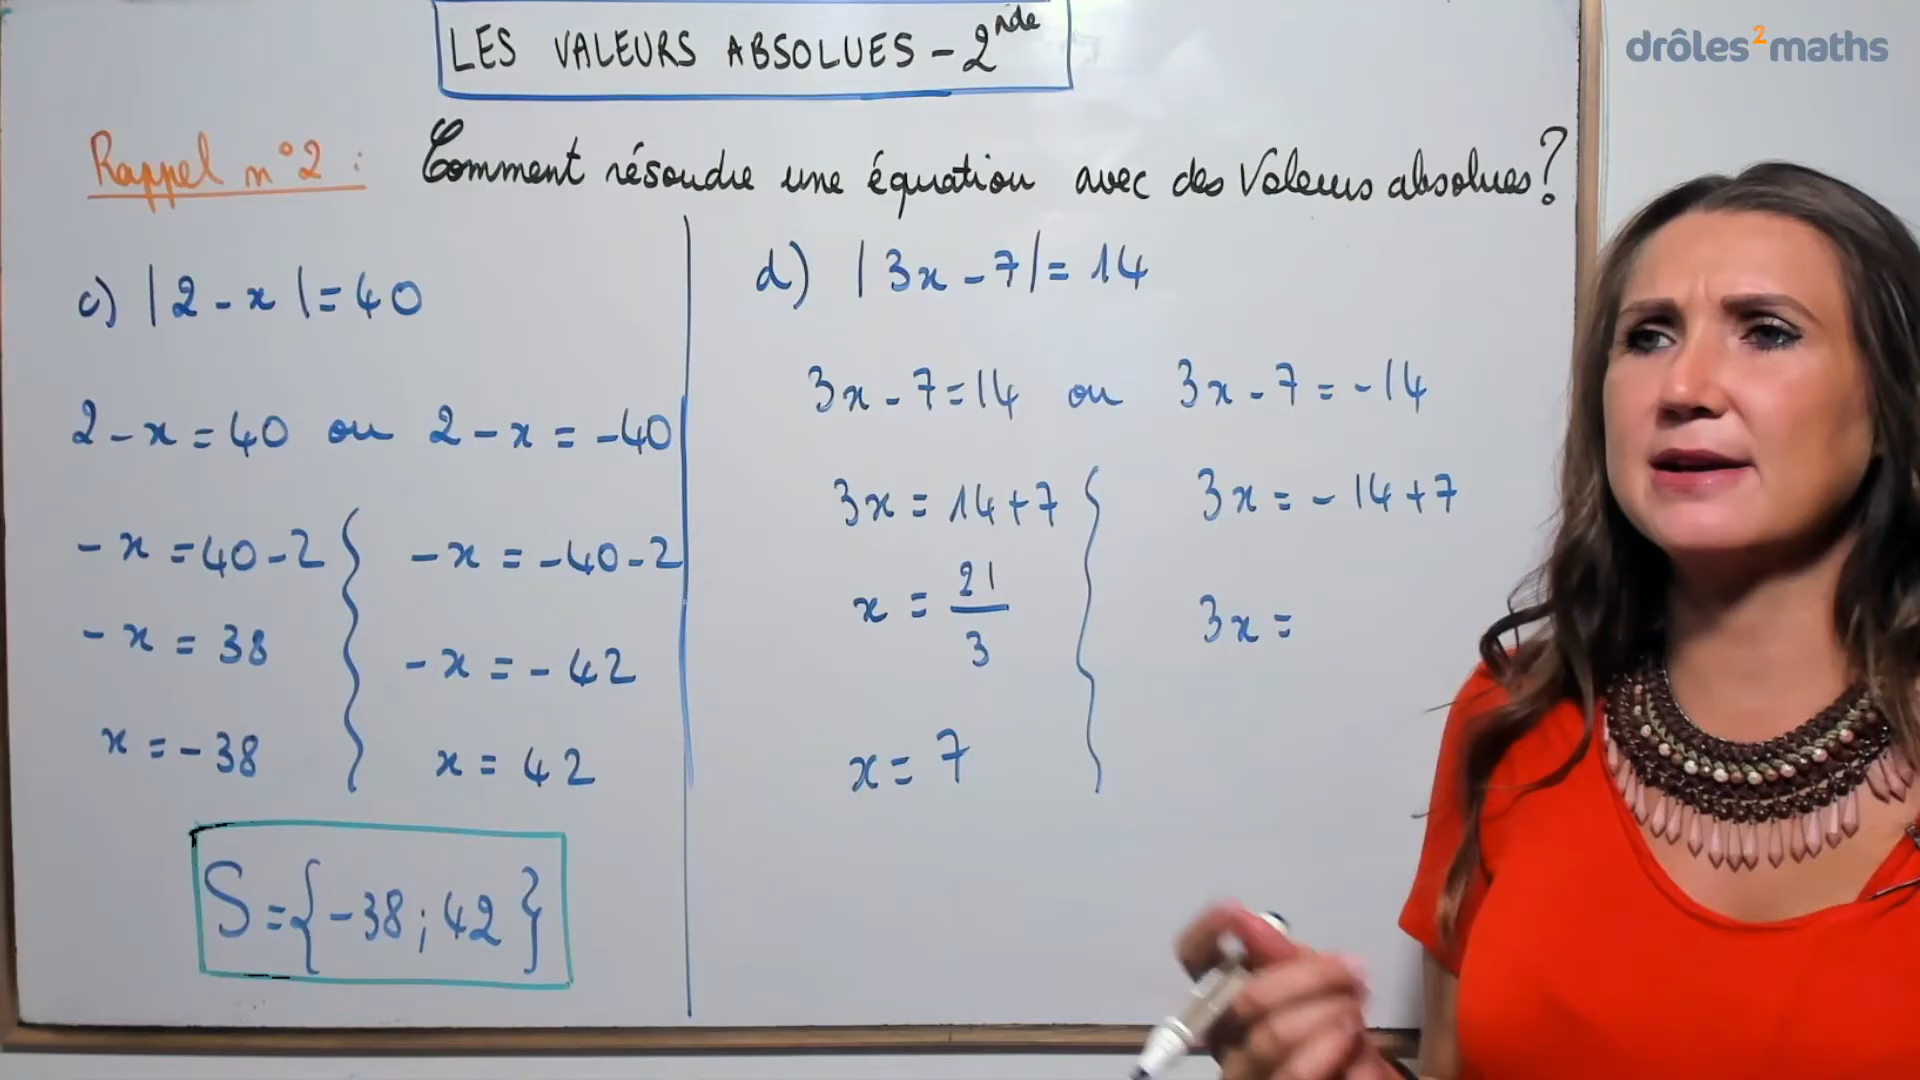 LES VALEURS ABSOLUES - 2nde
drôles2maths
Rappel n°2 : Comment résoudre une équation avec des Valeurs absolues ?
c) |2 - x| = 40
2 - x = 40 ou 2 - x = -40
- x = 40 - 2
- x = 38
x = - 38
- x = - 40 - 2
- x = - 42
x = 42
S = { - 38 ; 42 }
d) |3x - 7| = 14
3x - 7 = 14 ou 3x - 7 = - 14
3x = 14 + 7
x = 21/3
x = 7
3x = - 14 + 7
3x =